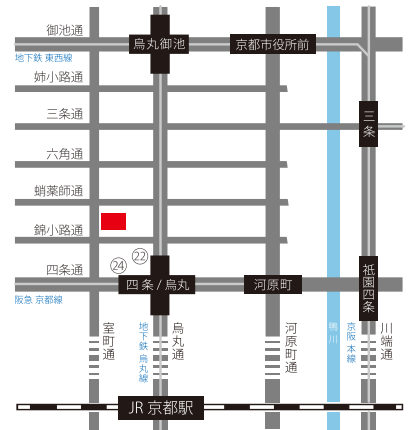 御池通
烏丸御池
京都市役所前
地下鉄 東西線
姉小路通
三条通
三条
六角通
蛸薬師通
錦小路通
22
24
四条通
四条/烏丸
河原町
祇園四条
阪急 京都線
室町通
地下鉄 烏丸線
烏丸通
河原町通
鴨川
京阪 本線
川端通
JR 京都駅